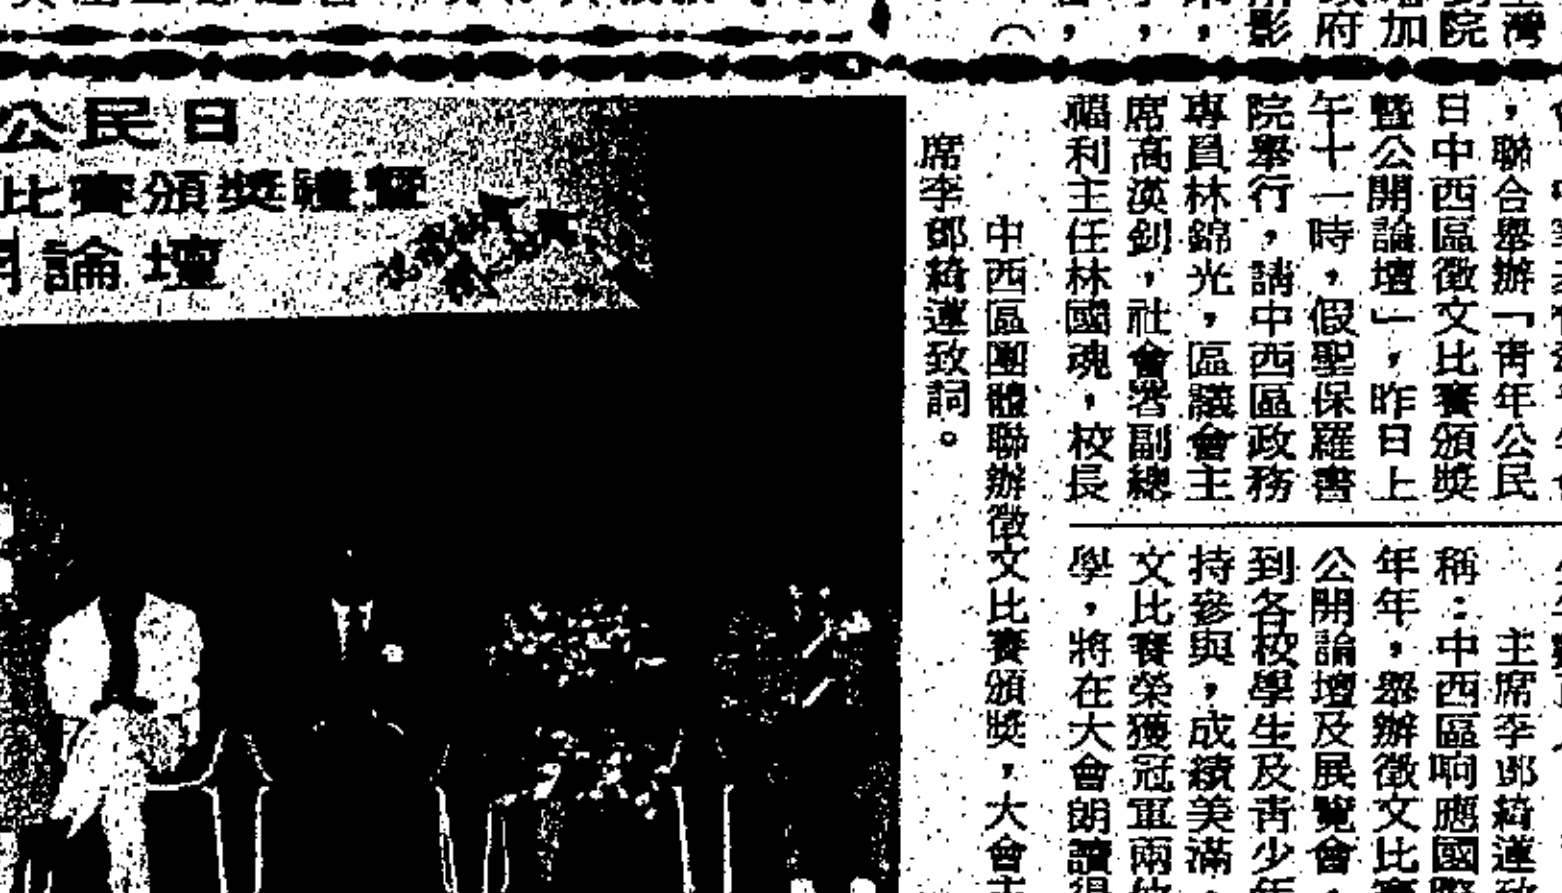 灣
院
加
府
影
，聯合舉辦「青年公民
日中西區徵文比賽頒獎
暨公開論壇」，昨日上
午十一時，假聖保羅書
院舉行，請中西區政務
專員林錦光，區議會主
席高漢釗，社會署副總
福利主任林國魂，校長
主席李鄧綺蓮致
稱：中西區响應國
年年，舉辦徵文比
公開論壇及展覽會，
到各校學生及青少年
持參與，成績美滿，
文比賽榮獲冠軍兩
學，將在大會朗讀得
中西區團體聯辦徵文比賽頒獎，大會主
席李鄧綺蓮致詞。
公民日
比賽頒獎禮暨
論壇